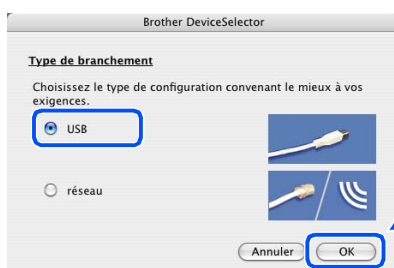 Brother DeviceSelector
Type de branchement
Choisissez le type de configuration convenant le mieux à vos
exigences.
USB
réseau
Annuler
OK